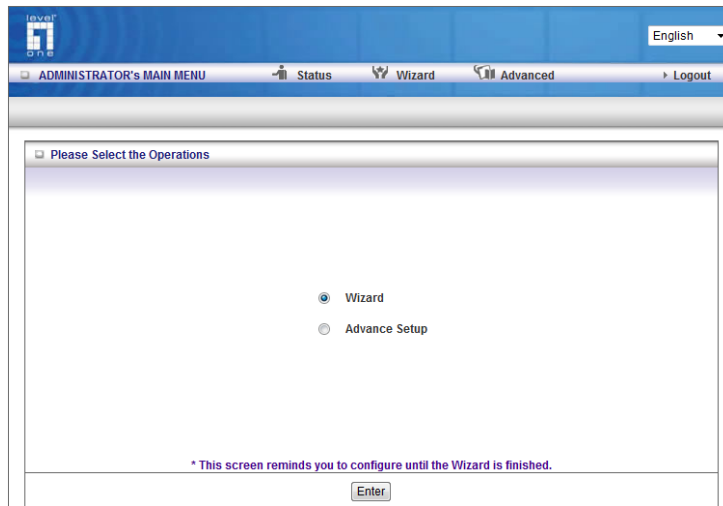 level
one
English
ADMINISTRATOR's MAIN MENU Status Wizard Advanced Logout
Please Select the Operations
Wizard
Advance Setup
* This screen reminds you to configure until the Wizard is finished.
Enter